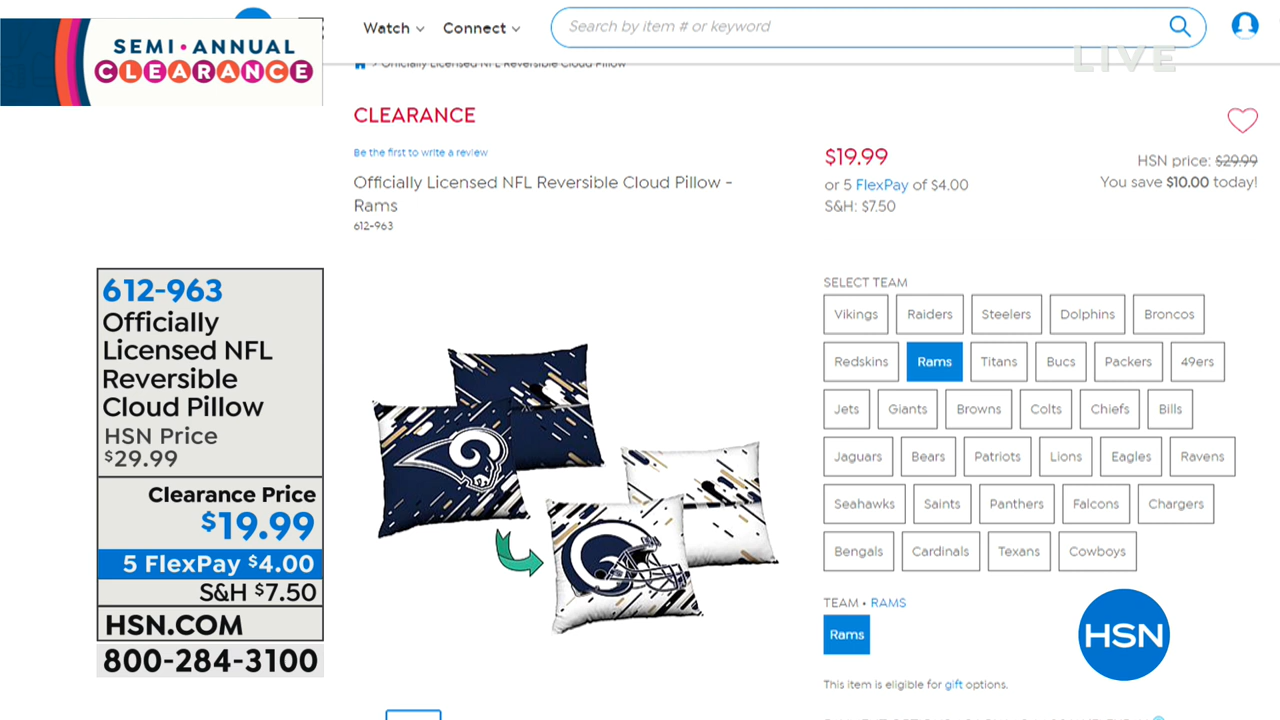 Watch Connect Search by item # or keyword
SEMI•ANNUAL
CLEARANCE
LIVE
> Officially Licensed NFL Reversible Cloud Pillow
CLEARANCE
Be the first to write a review
Officially Licensed NFL Reversible Cloud Pillow -
Rams
612-963
$19.99
or 5 FlexPay of $4.00
S&H: $7.50
HSN price: $29.99
You save $10.00 today!
612-963
Officially
Licensed NFL
Reversible
Cloud Pillow
HSN Price
$29.99
Clearance Price
$19.99
5 FlexPay $4.00
S&H $7.50
HSN.COM
800-284-3100
SELECT TEAM
Vikings Raiders Steelers Dolphins Broncos
Redskins Rams Titans Bucs Packers 49ers
Jets Giants Browns Colts Chiefs Bills
Jaguars Bears Patriots Lions Eagles Ravens
Seahawks Saints Panthers Falcons Chargers
Bengals Cardinals Texans Cowboys
TEAM • RAMS
Rams
HSN
This item is eligible for gift options.